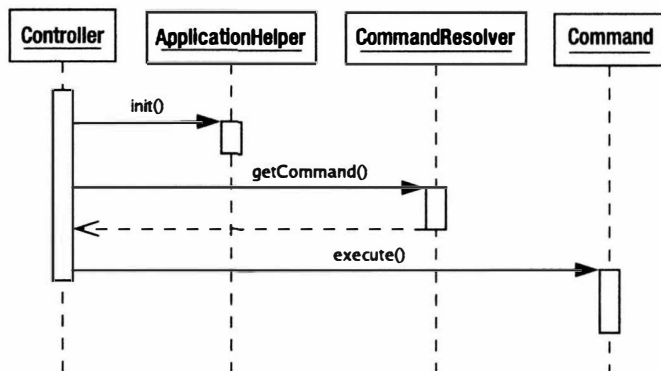 Controller
ApplicationHelper
CommandResolver
Command
init()
getCommand()
execute()